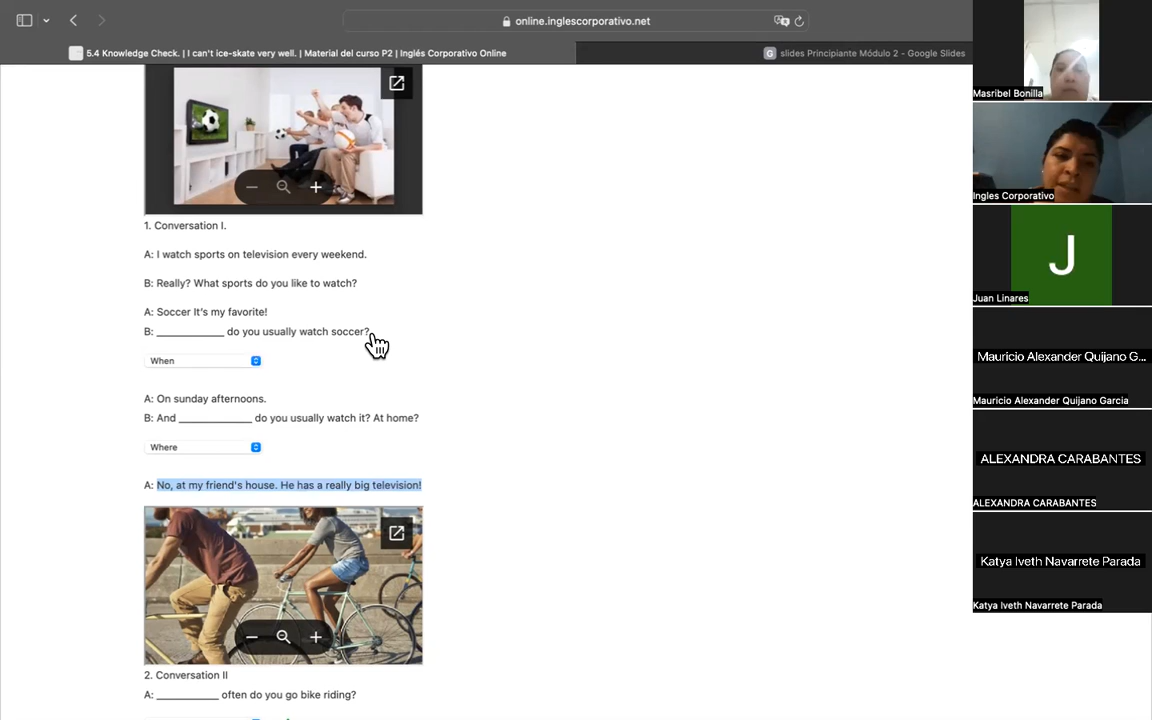 online.inglescorporativo.net
5.4 Knowledge Check. | I can't ice-skate very well. | Material del curso P2 | Inglés Corporativo Online
G slides Principiante Módulo 2 - Google Slides
1. Conversation I.
A: I watch sports on television every weekend.
B: Really? What sports do you like to watch?
A: Soccer It's my favorite!
B: ____________ do you usually watch soccer?
When
A: On sunday afternoons.
B: And _____________ do you usually watch it? At home?
Where
A: No, at my friend's house. He has a really big television!
2. Conversation II
A: ___________ often do you go bike riding?
Masribel Bonilla
Ingles Corporativo
J
Juan Linares
Mauricio Alexander Quijano G...
Mauricio Alexander Quijano Garcia
ALEXANDRA CARABANTES
ALEXANDRA CARABANTES
Katya Iveth Navarrete Parada
Katya Iveth Navarrete Parada